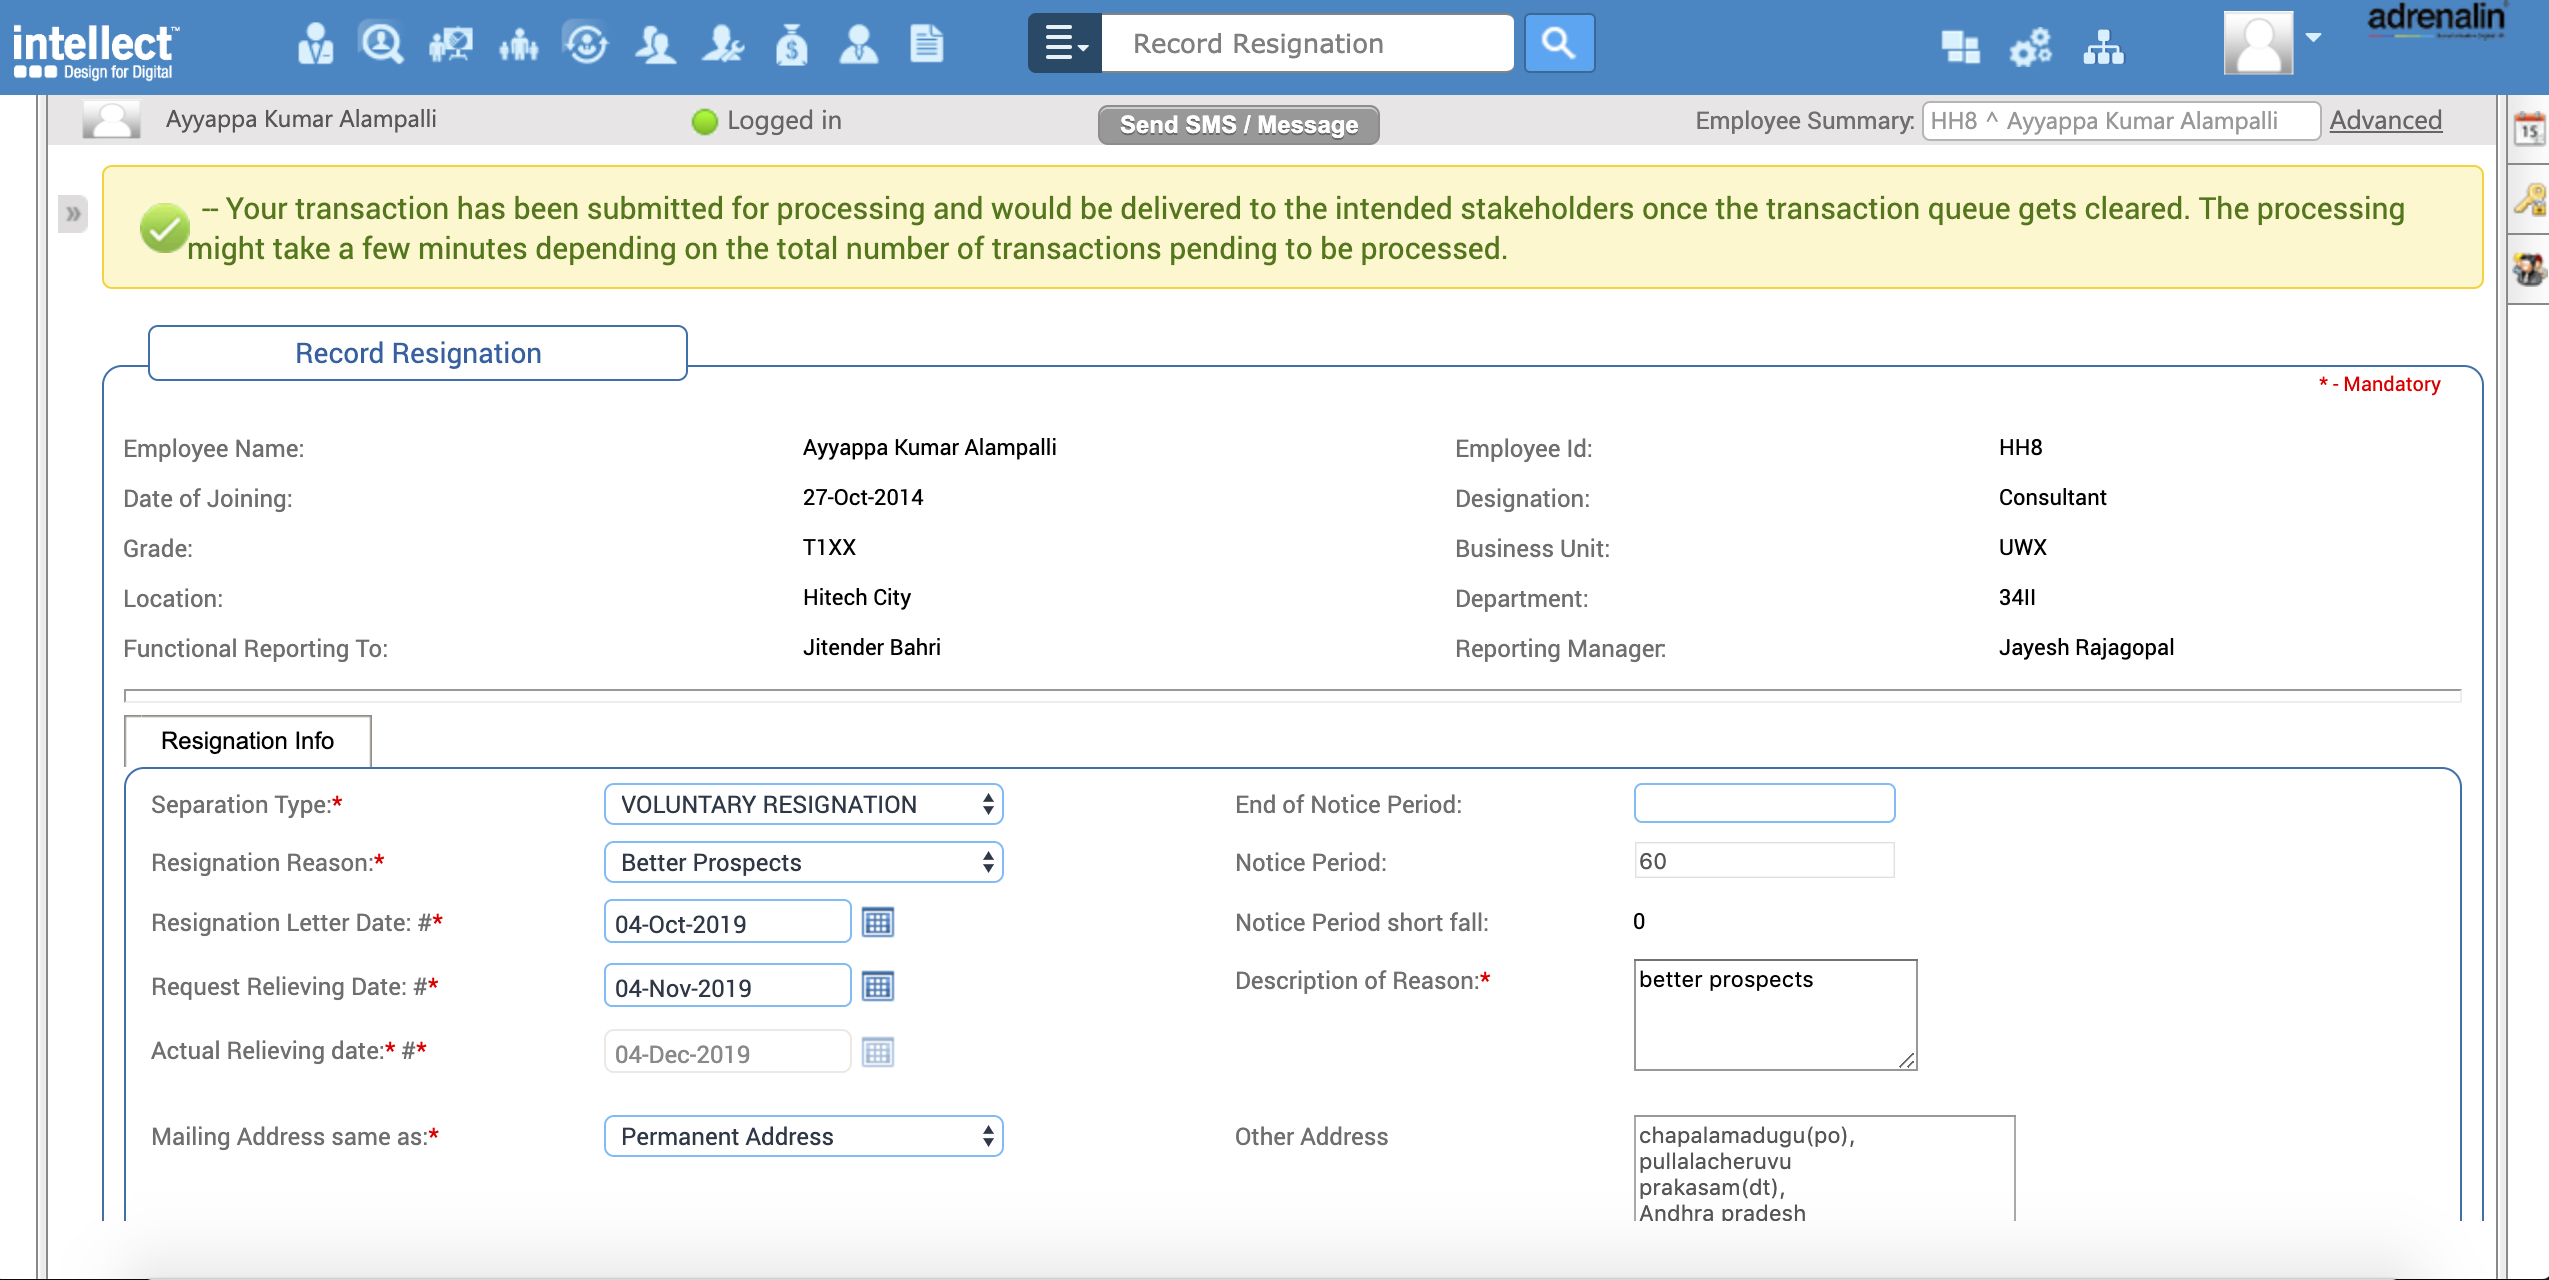 intellect™
Design for Digital
Record Resignation
adrenalin
Ayyappa Kumar Alampalli
Logged in
Send SMS / Message
Employee Summary: HH8 ^ Ayyappa Kumar Alampalli Advanced
15
-- Your transaction has been submitted for processing and would be delivered to the intended stakeholders once the transaction queue gets cleared. The processing
might take a few minutes depending on the total number of transactions pending to be processed.
Record Resignation
* - Mandatory
Employee Name: Ayyappa Kumar Alampalli Employee Id: HH8
Date of Joining: 27-Oct-2014 Designation: Consultant
Grade: T1XX Business Unit: UWX
Location: Hitech City Department: 34II
Functional Reporting To: Jitender Bahri Reporting Manager: Jayesh Rajagopal
Resignation Info
Separation Type:* VOLUNTARY RESIGNATION End of Notice Period:
Resignation Reason:* Better Prospects Notice Period: 60
Resignation Letter Date: #* 04-Oct-2019 Notice Period short fall: 0
Request Relieving Date: #* 04-Nov-2019 Description of Reason:* better prospects
Actual Relieving date:* #* 04-Dec-2019
Mailing Address same as:* Permanent Address Other Address chapalamadugu(po),
pullalacheruvu
prakasam(dt),
Andhra pradesh